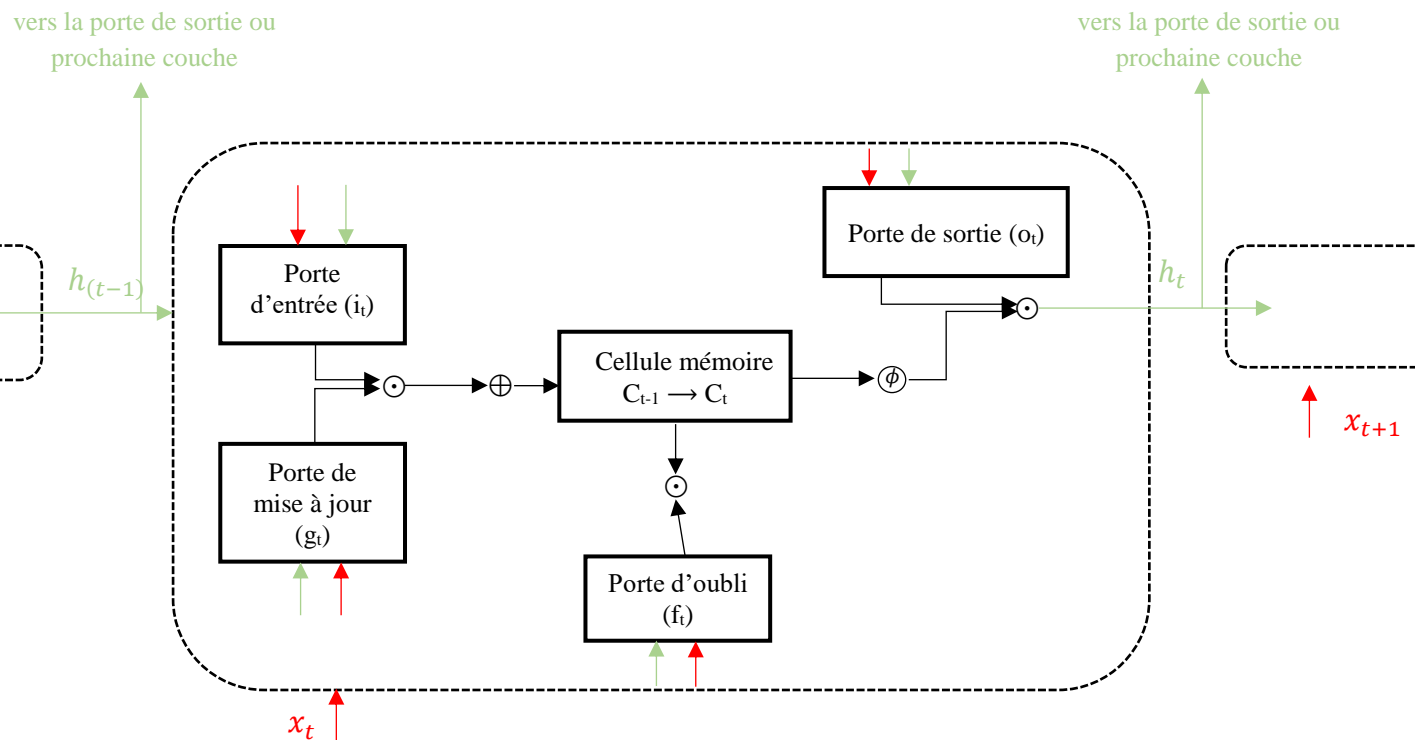 vers la porte de sortie ou
prochaine couche
vers la porte de sortie ou
prochaine couche
Porte de sortie (oₜ)
h₍ₜ₋₁₎
Porte
d’entrée (iₜ)
hₜ
Cellule mémoire
Cₜ₋₁ → Cₜ
ϕ
xₜ₊₁
Porte de
mise à jour
(gₜ)
Porte d’oubli
(fₜ)
xₜ